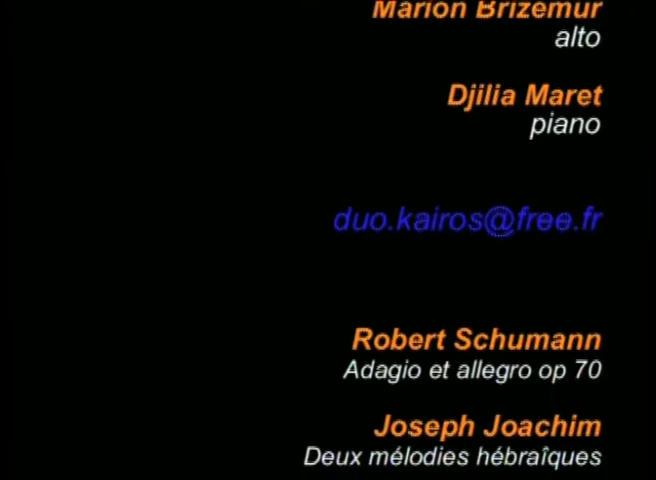 Marion Brizemur
alto
Djilia Maret
piano
duo.kairos@free.fr
Robert Schumann
Adagio et allegro op 70
Joseph Joachim
Deux mélodies hébraîques